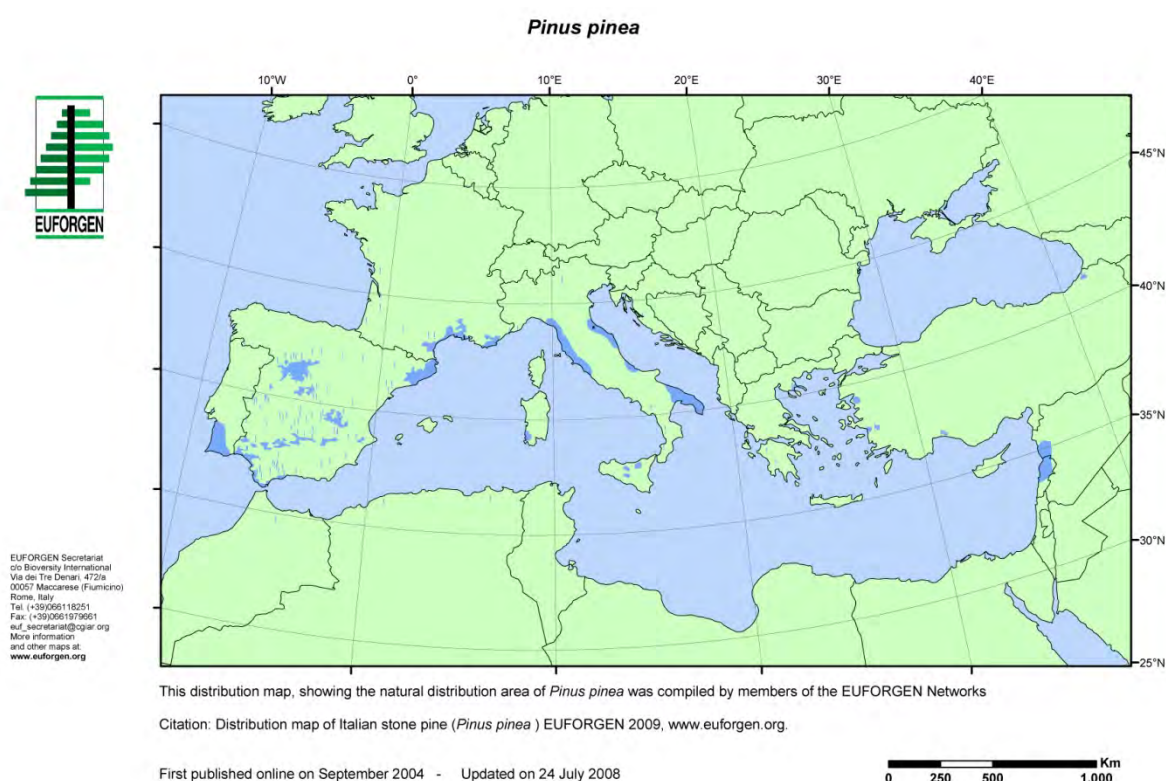 Pinus pinea
10°W 0° 10°E 20°E 30°E 40°E
45°N
40°N
35°N
30°N
25°N
EUFORGEN
EUFORGEN Secretariat
c/o Bioversity International
Via dei Tre Denari, 472/a
00057 Maccarese (Fiumicino)
Rome, Italy
Tel. (+39)066118251
Fax: (+39)0661979661
euf_secretariat@cgiar.org
More information
and other maps at:
www.euforgen.org
This distribution map, showing the natural distribution area of Pinus pinea was compiled by members of the EUFORGEN Networks
Citation: Distribution map of Italian stone pine (Pinus pinea ) EUFORGEN 2009, www.euforgen.org.
First published online on September 2004 - Updated on 24 July 2008
Km
0 250 500 1.000